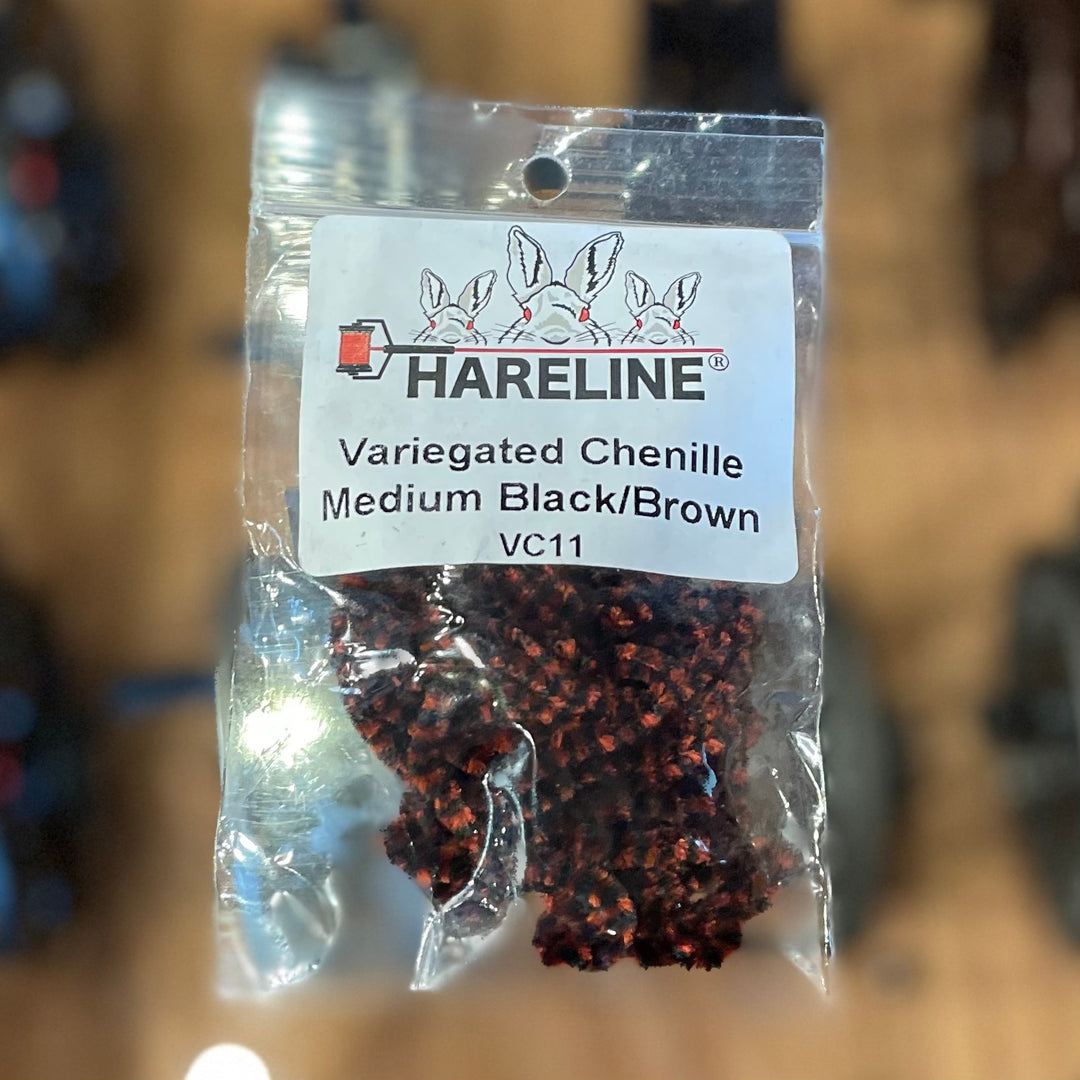 HARELINE®
Variegated Chenille
Medium Black/Brown
VC11